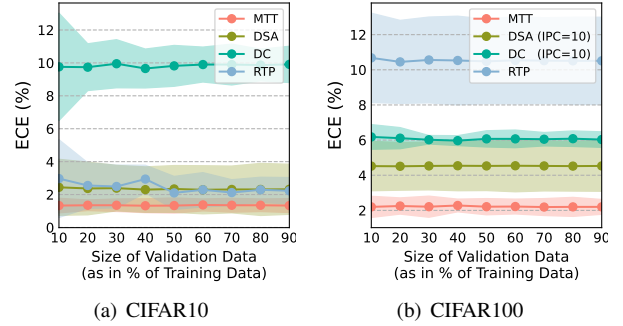 ECE (%)
12
10
8
6
4
2
0
MTT
DSA
DC
RTP
10 20 30 40 50 60 70 80 90
Size of Validation Data
(as in % of Training Data)
(a) CIFAR10
ECE (%)
12
10
8
6
4
2
MTT
DSA (IPC=10)
DC (IPC=10)
RTP
10 20 30 40 50 60 70 80 90
Size of Validation Data
(as in % of Training Data)
(b) CIFAR100